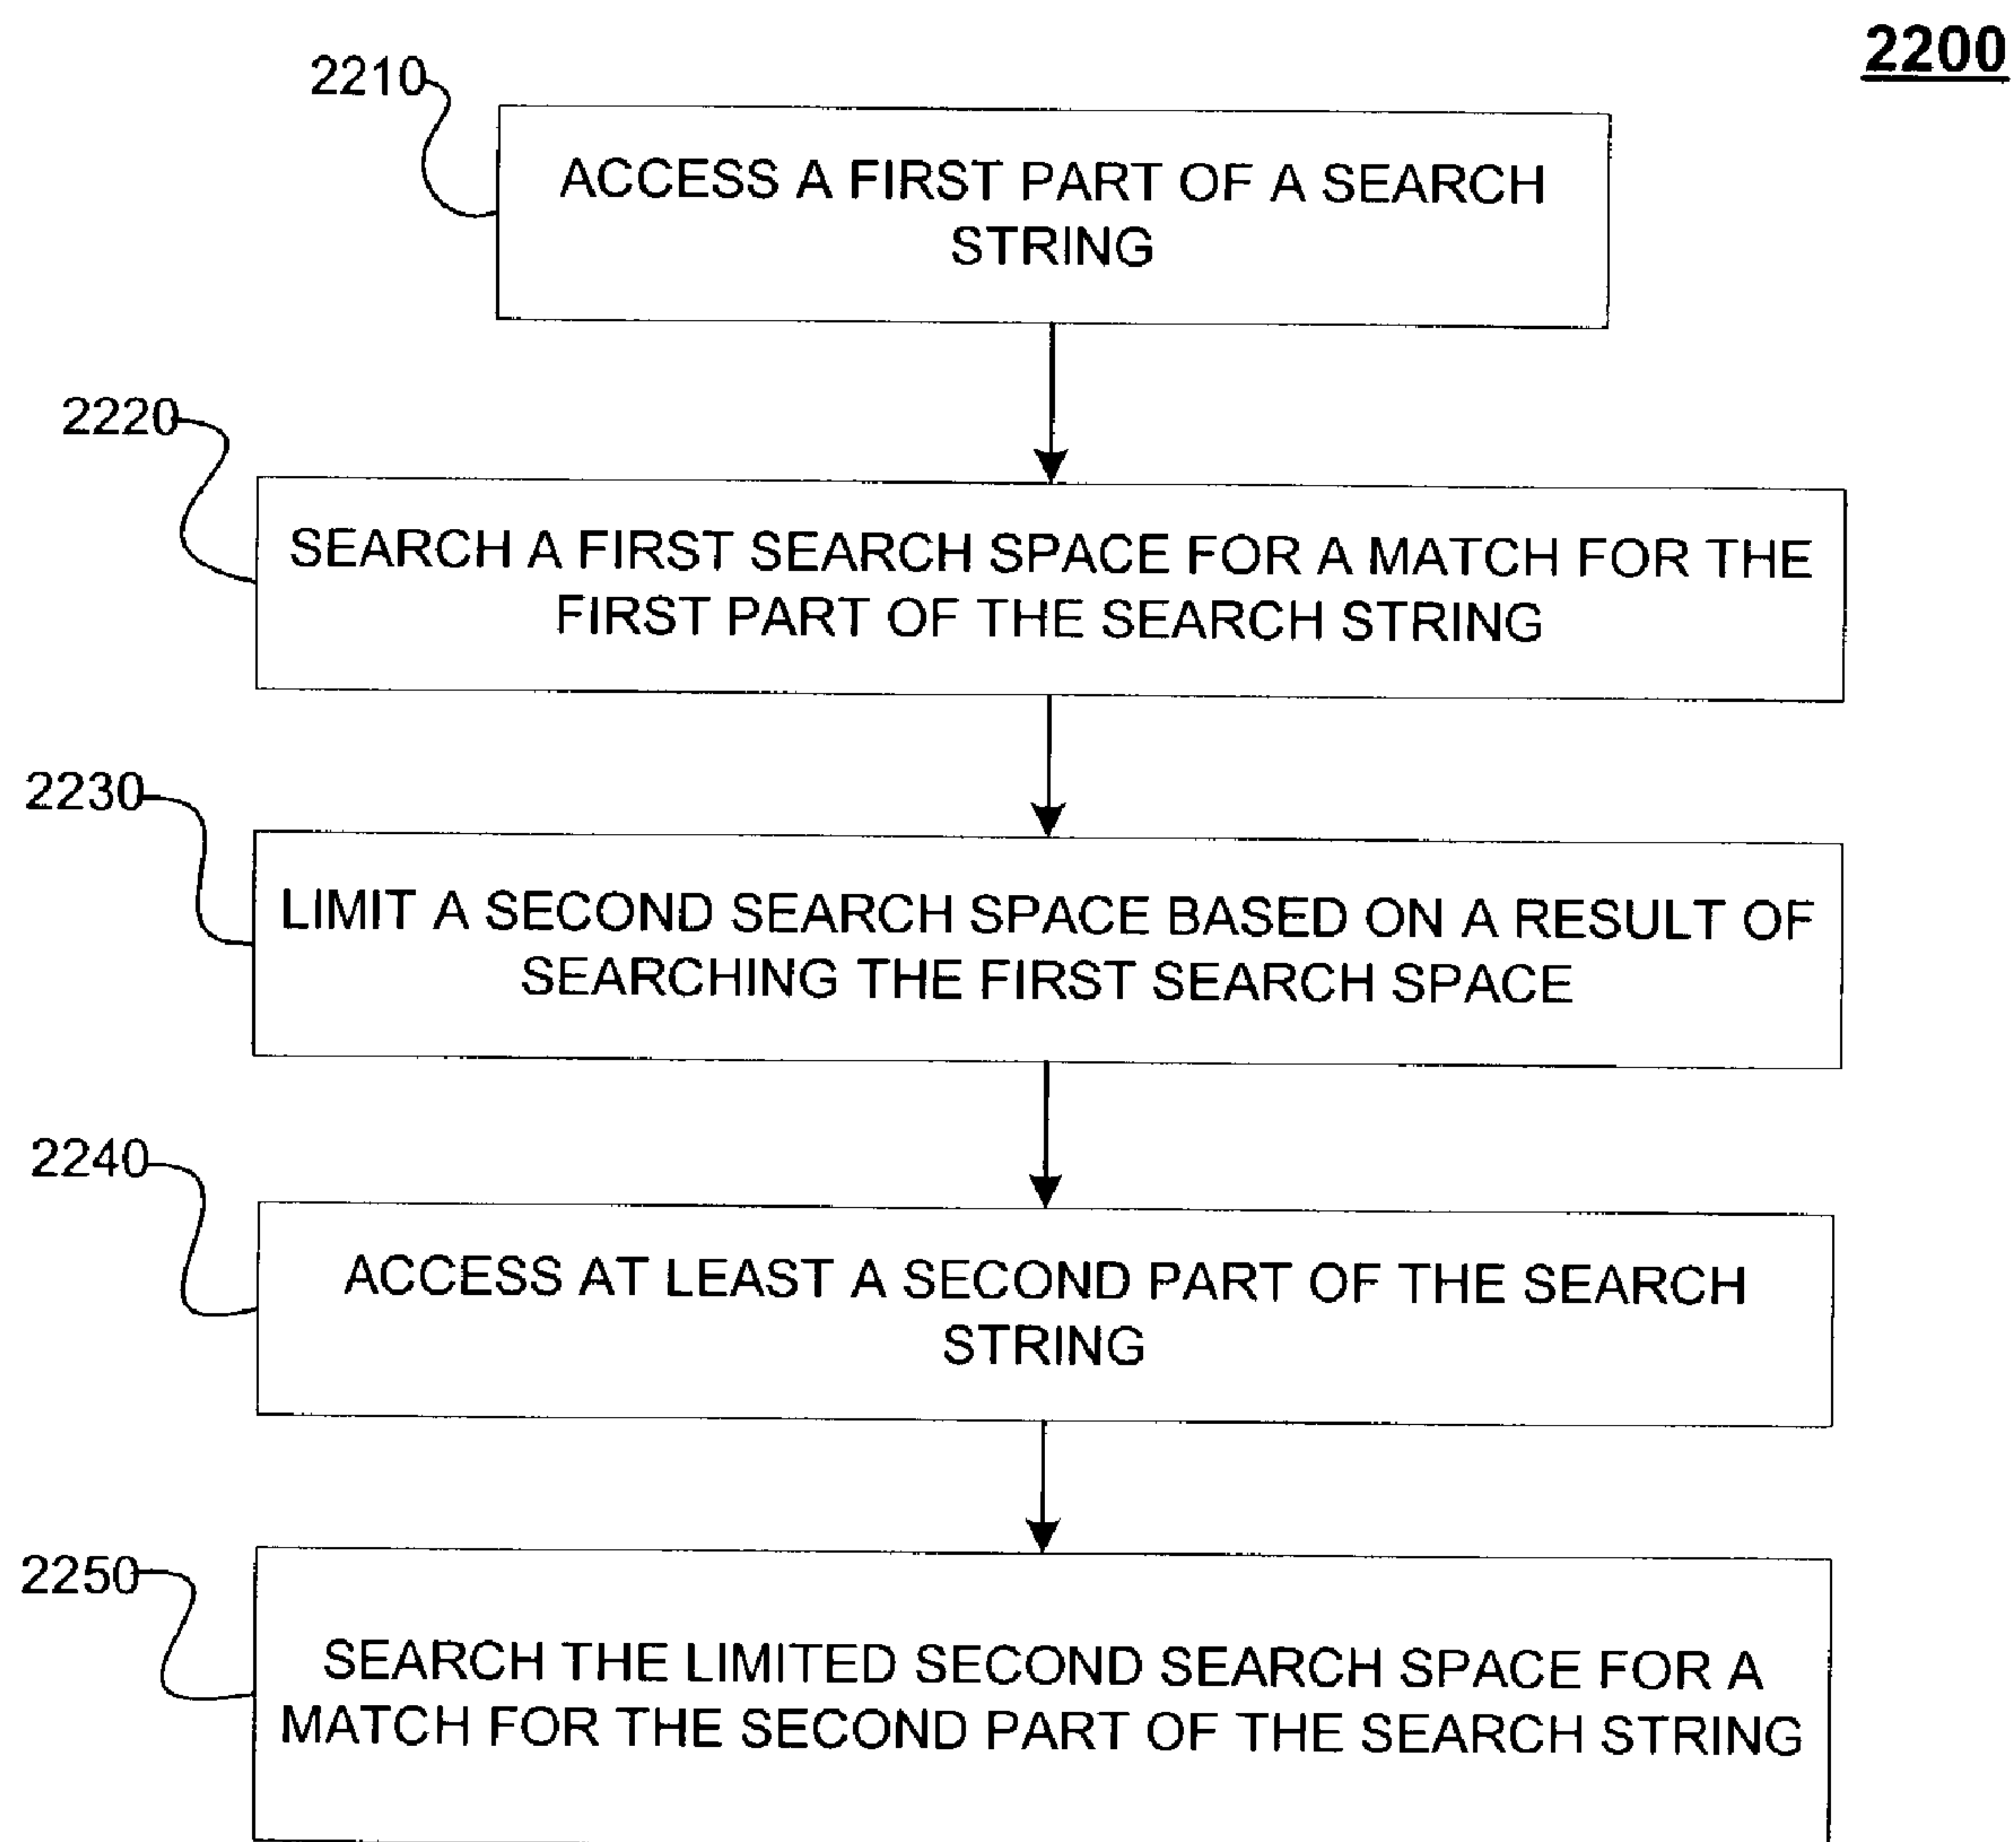 2200
2210
ACCESS A FIRST PART OF A SEARCH
STRING
2220
SEARCH A FIRST SEARCH SPACE FOR A MATCH FOR THE
FIRST PART OF THE SEARCH STRING
2230
LIMIT A SECOND SEARCH SPACE BASED ON A RESULT OF
SEARCHING THE FIRST SEARCH SPACE
2240
ACCESS AT LEAST A SECOND PART OF THE SEARCH
STRING
2250
SEARCH THE LIMITED SECOND SEARCH SPACE FOR A
MATCH FOR THE SECOND PART OF THE SEARCH STRING